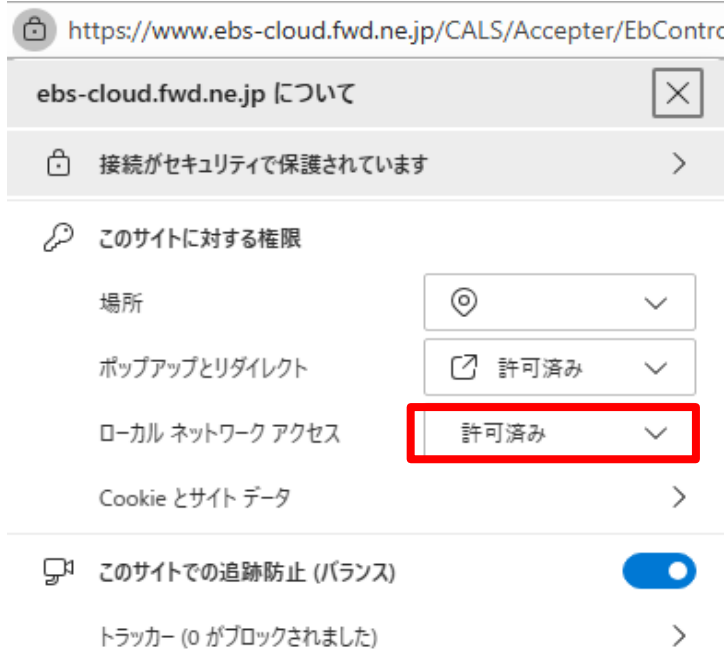 https://www.ebs-cloud.fwd.ne.jp/CALS/Accepter/EbContro
ebs-cloud.fwd.ne.jp について
接続がセキュリティで保護されています
このサイトに対する権限
場所
ポップアップとリダイレクト 許可済み
ローカル ネットワーク アクセス 許可済み
Cookie とサイト データ
このサイトでの追跡防止 (バランス)
トラッカー (0 がブロックされました)